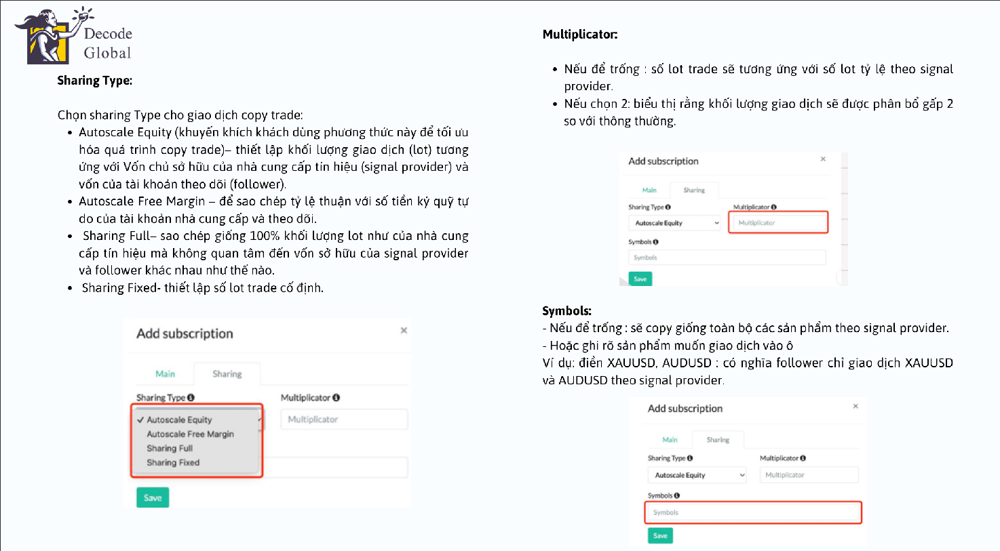 Decode
Global
Sharing Type:
Chọn sharing Type cho giao dịch copy trade:
• Autoscale Equity (khuyến khích khách dùng phương thức này để tối ưu
hóa quá trình copy trade)– thiết lập khối lượng giao dịch (lot) tương
ứng với Vốn chủ sở hữu của nhà cung cấp tín hiệu (signal provider) và
vốn của tài khoản theo dõi (follower).
• Autoscale Free Margin – để sao chép tỷ lệ thuận với số tiền ký quỹ tự
do của tài khoản nhà cung cấp và theo dõi.
• Sharing Full– sao chép giống 100% khối lượng lot như của nhà cung
cấp tín hiệu mà không quan tâm đến vốn sở hữu của signal provider
và follower khác nhau như thế nào.
• Sharing Fixed- thiết lập số lot trade cố định.
Add subscription ×
Main Sharing
Sharing Type Multiplicator
✓ Autoscale Equity Multiplicator
Autoscale Free Margin
Sharing Full
Sharing Fixed
Save
Multiplicator:
• Nếu để trống : số lot trade sẽ tương ứng với số lot tỷ lệ theo signal
provider.
• Nếu chọn 2: biểu thị rằng khối lượng giao dịch sẽ được phân bổ gấp 2
so với thông thường.
Add subscription ×
Main Sharing
Sharing Type Multiplicator
Autoscale Equity Multiplicator
Symbols
Symbols
Save
Symbols:
- Nếu để trống : sẽ copy giống toàn bộ các sản phẩm theo signal provider.
- Hoặc ghi rõ sản phẩm muốn giao dịch vào ô
Ví dụ: điền XAUUSD, AUDUSD : có nghĩa follower chỉ giao dịch XAUUSD
và AUDUSD theo signal provider.
Add subscription ×
Main Sharing
Sharing Type Multiplicator
Autoscale Equity Multiplicator
Symbols
Symbols
Save